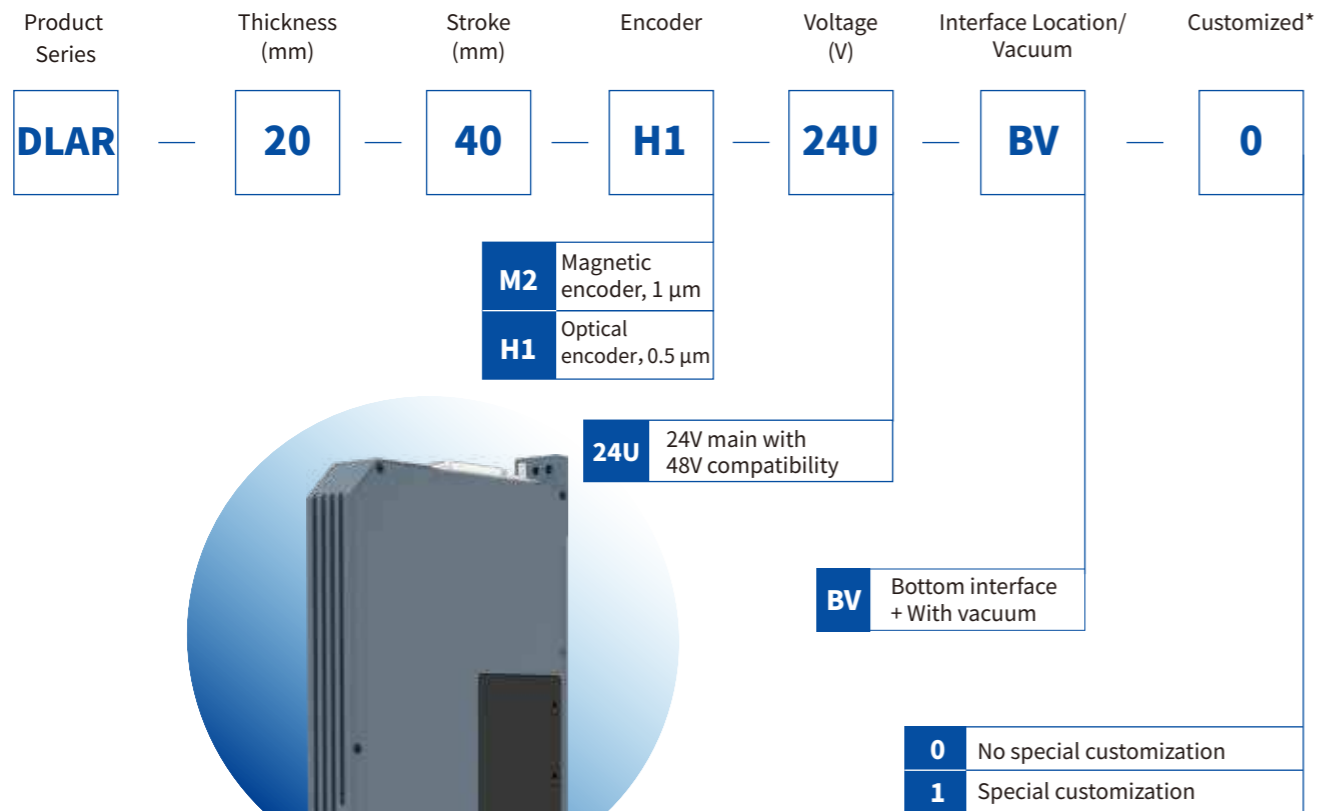 Product
Series
Thickness
(mm)
Stroke
(mm)
Encoder
Voltage
(V)
Interface Location/
Vacuum
Customized*
DLAR — 20 — 40 — H1 — 24U — BV — 0
M2
Magnetic
encoder, 1 μm
H1
Optical
encoder, 0.5 μm
24U
24V main with
48V compatibility
BV
Bottom interface
+ With vacuum
0
No special customization
1
Special customization